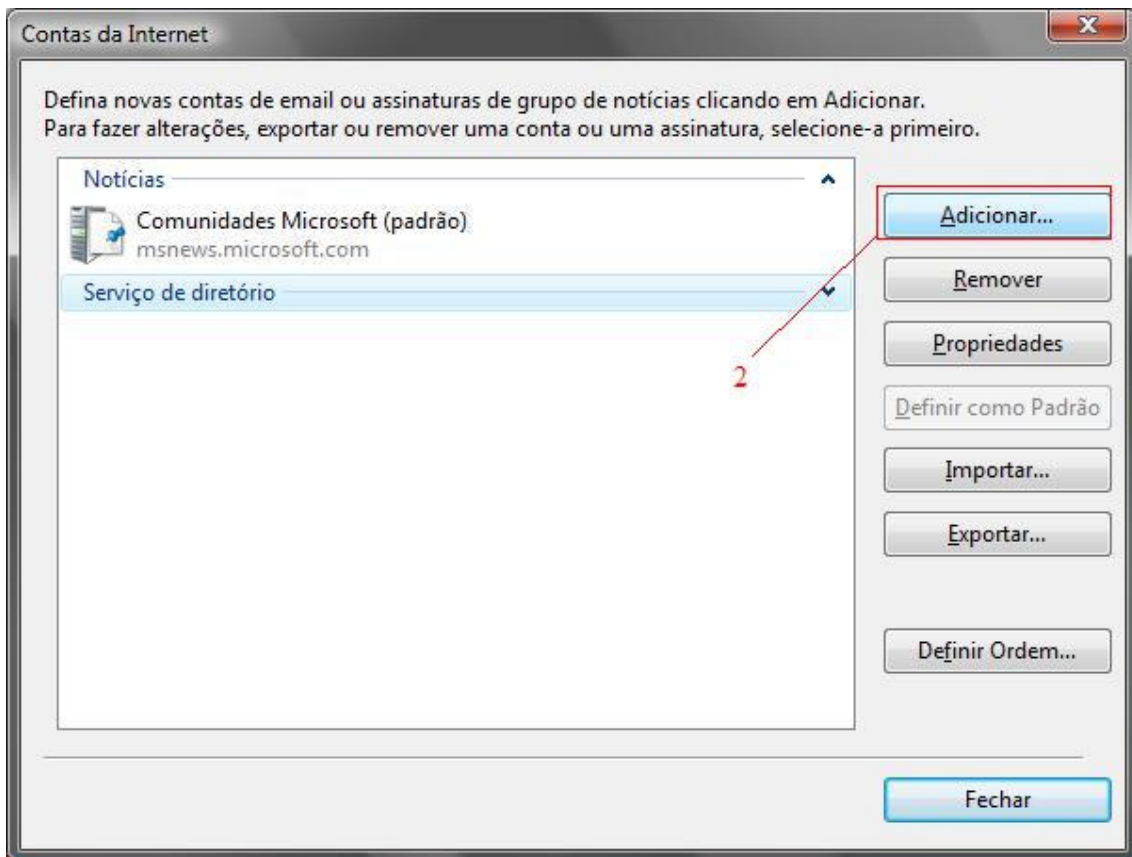 Contas da Internet
Defina novas contas de email ou assinaturas de grupo de notícias clicando em Adicionar.
Para fazer alterações, exportar ou remover uma conta ou uma assinatura, selecione-a primeiro.
Notícias
Comunidades Microsoft (padrão)
msnews.microsoft.com
Serviço de diretório
2
Adicionar...
Remover
Propriedades
Definir como Padrão
Importar...
Exportar...
Definir Ordem...
Fechar